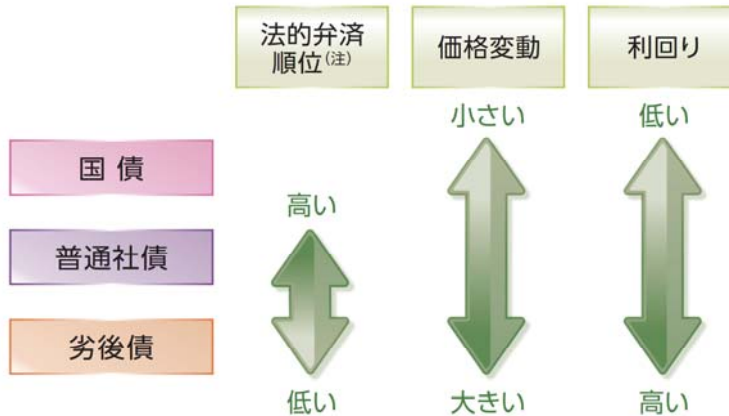 法的弁済
順位(注)
価格変動
利回り
小さい
低い
国債
高い
普通社債
劣後債
低い
大きい
高い